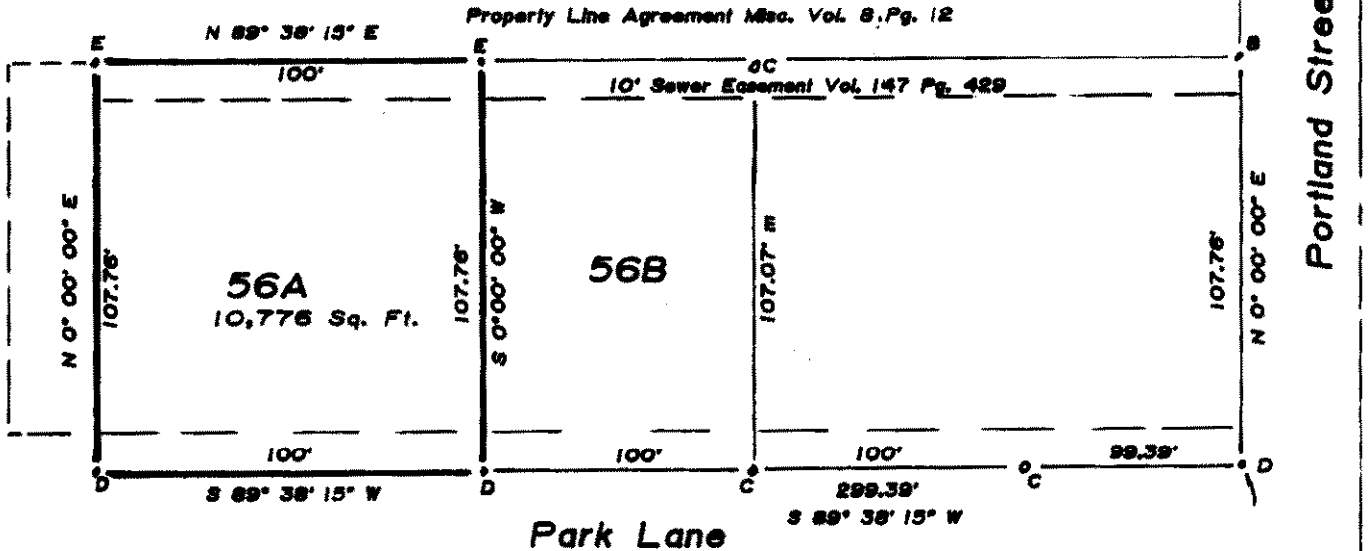 Property Line Agreement Misc. Vol. 8, Pg. 12
N 89° 38' 15" E
E
E
B
100'
C
10' Sewer Easement Vol. 147 Pg. 429
Portland Stree
N 0° 00' 00" E
107.76'
56A
10,776 Sq. Ft.
107.76'
S 0° 00' 00" W
56B
107.07' m
107.76'
N 0° 00' 00" E
100'
100'
100'
99.39'
D
D
C
C
D
S 89° 38' 15" W
299.39'
S 89° 38' 15" W
Park Lane